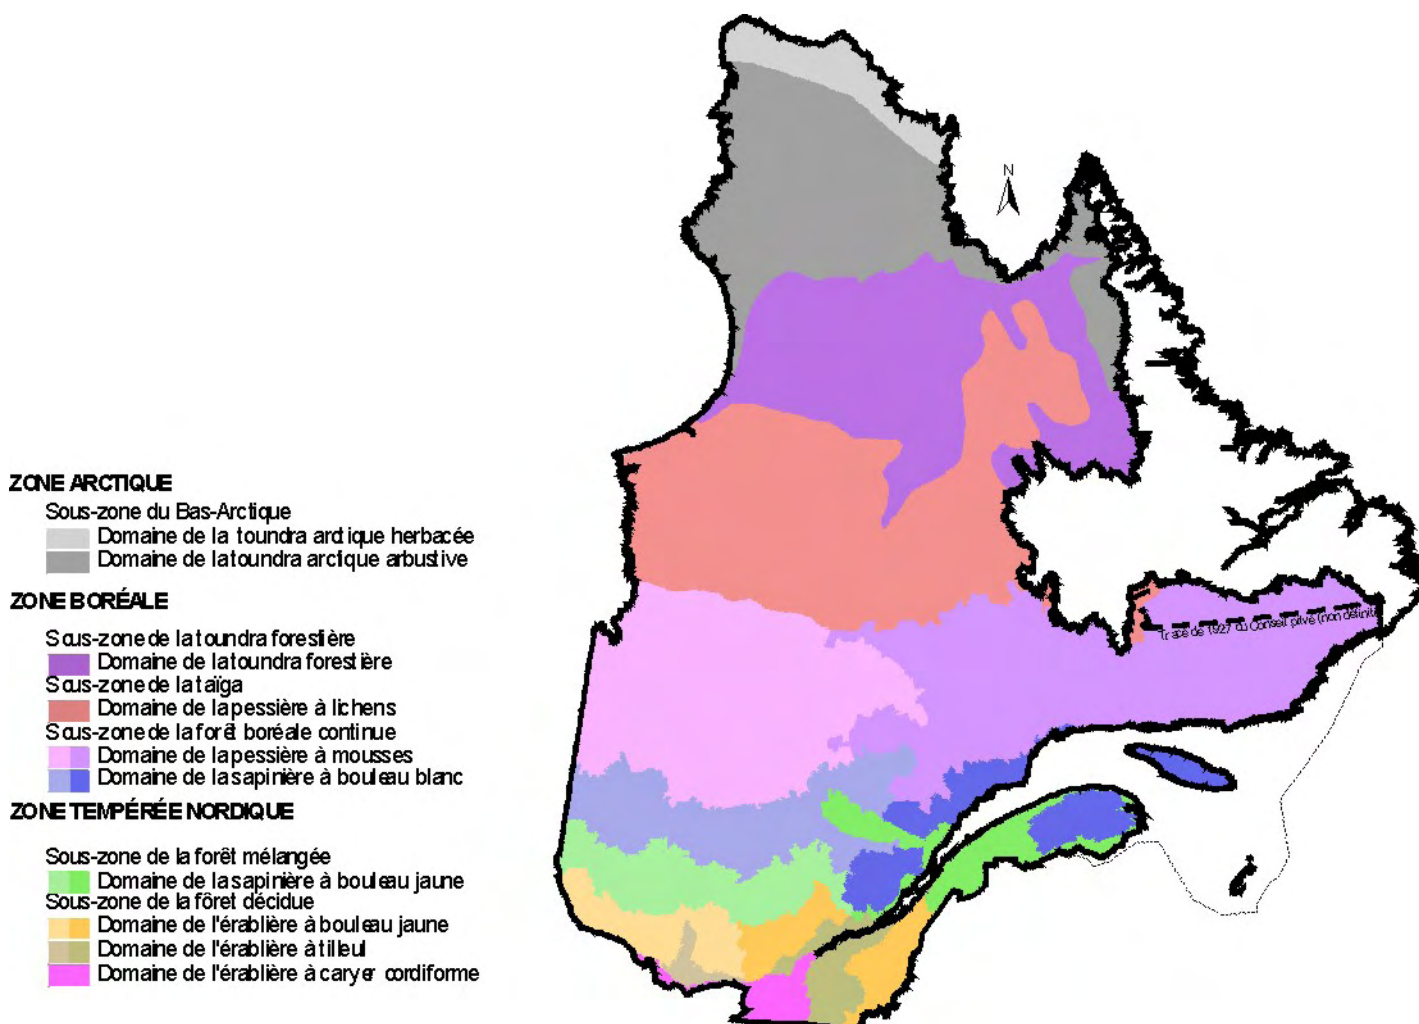 N
ZONE ARCTIQUE
Sous-zone du Bas-Arctique
Domaine de la toundra arctique herbacée
Domaine de la toundra arctique arbustive
ZONE BORÉALE
Sous-zone de la toundra forestière
Domaine de la toundra forestière
Sous-zone de la taïga
Domaine de la pessière à lichens
Sous-zone de la forêt boréale continue
Domaine de la pessière à mousses
Domaine de la sapinière à bouleau blanc
ZONE TEMPÉRÉE NORDIQUE
Sous-zone de la forêt mélangée
Domaine de la sapinière à bouleau jaune
Sous-zone de la fôret décidue
Domaine de l'érablière à bouleau jaune
Domaine de l'érablière à tilleul
Domaine de l'érablière à caryer cordiforme
Tracé de 1927 du Conseil privé (non définiti